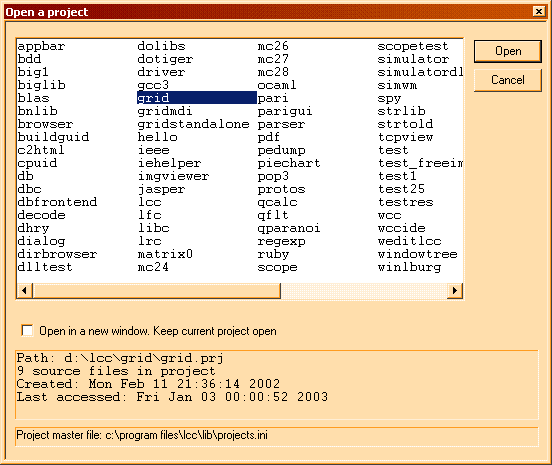 Open a project
appbar dolibs mc26 scopetest
bdd dotiger mc27 simulator
big1 driver mc28 simulatordl
biglib gcc3 ocaml simwm
blas grid pari spy
bnlib gridmdi parigui strlib
browser gridstandalone parser strtold
buildguid hello pdf tcpview
c2html ieee pedump test
cpuid iehelper piechart test_freeim
db imgviewer pop3 test1
dbc jasper protos test25
dbfrontend lcc qcalc testres
decode lfc qflt wcc
dhry libc qparanoi wccide
dialog lrc regexp weditlcc
dirbrowser matrix0 ruby windowtree
dlltest mc24 scope winlburg
Open
Cancel
Open in a new window. Keep current project open
Path: d:\lcc\grid\grid.prj
9 source files in project
Created: Mon Feb 11 21:36:14 2002
Last accessed: Fri Jan 03 00:00:52 2003
Project master file: c:\program files\lcc\lib\projects.ini